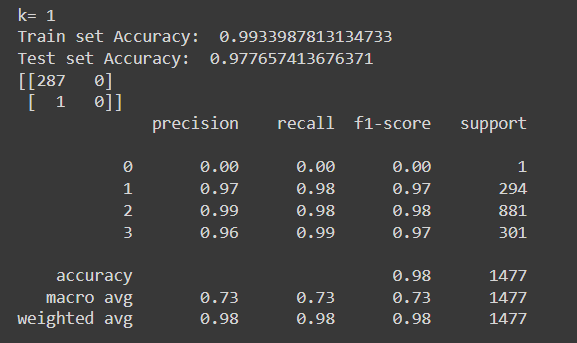 k= 1
Train set Accuracy:  0.9933987813134733
Test set Accuracy:  0.977657413676371
[[287   0]
 [  1   0]]
              precision    recall  f1-score   support

           0       0.00      0.00      0.00         1
           1       0.97      0.98      0.97       294
           2       0.99      0.98      0.98       881
           3       0.96      0.99      0.97       301

    accuracy                           0.98      1477
   macro avg       0.73      0.73      0.73      1477
weighted avg       0.98      0.98      0.98      1477